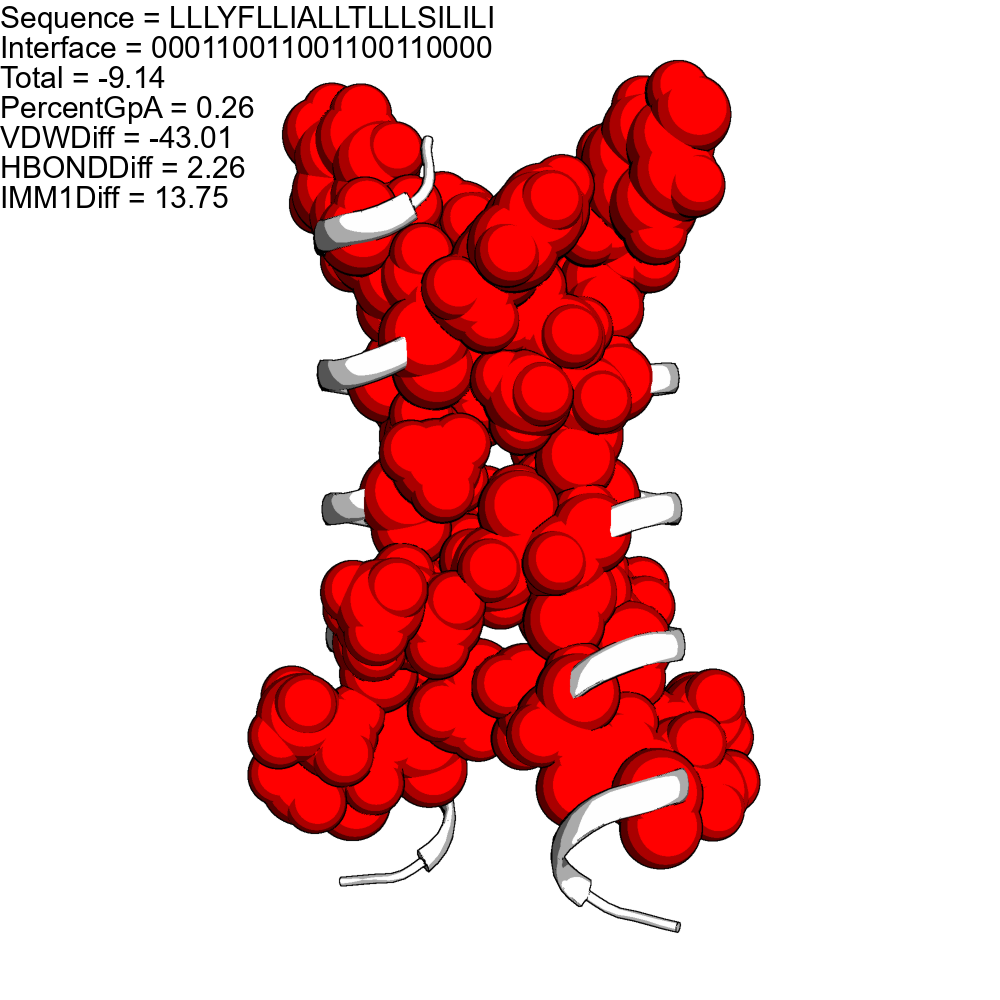 Sequence = LLLYFLLIALLTLLLSILILI
Interface = 000110011001100110000
Total = -9.14
PercentGpA = 0.26
VDWDiff = -43.01
HBONDDiff = 2.26
IMM1Diff = 13.75